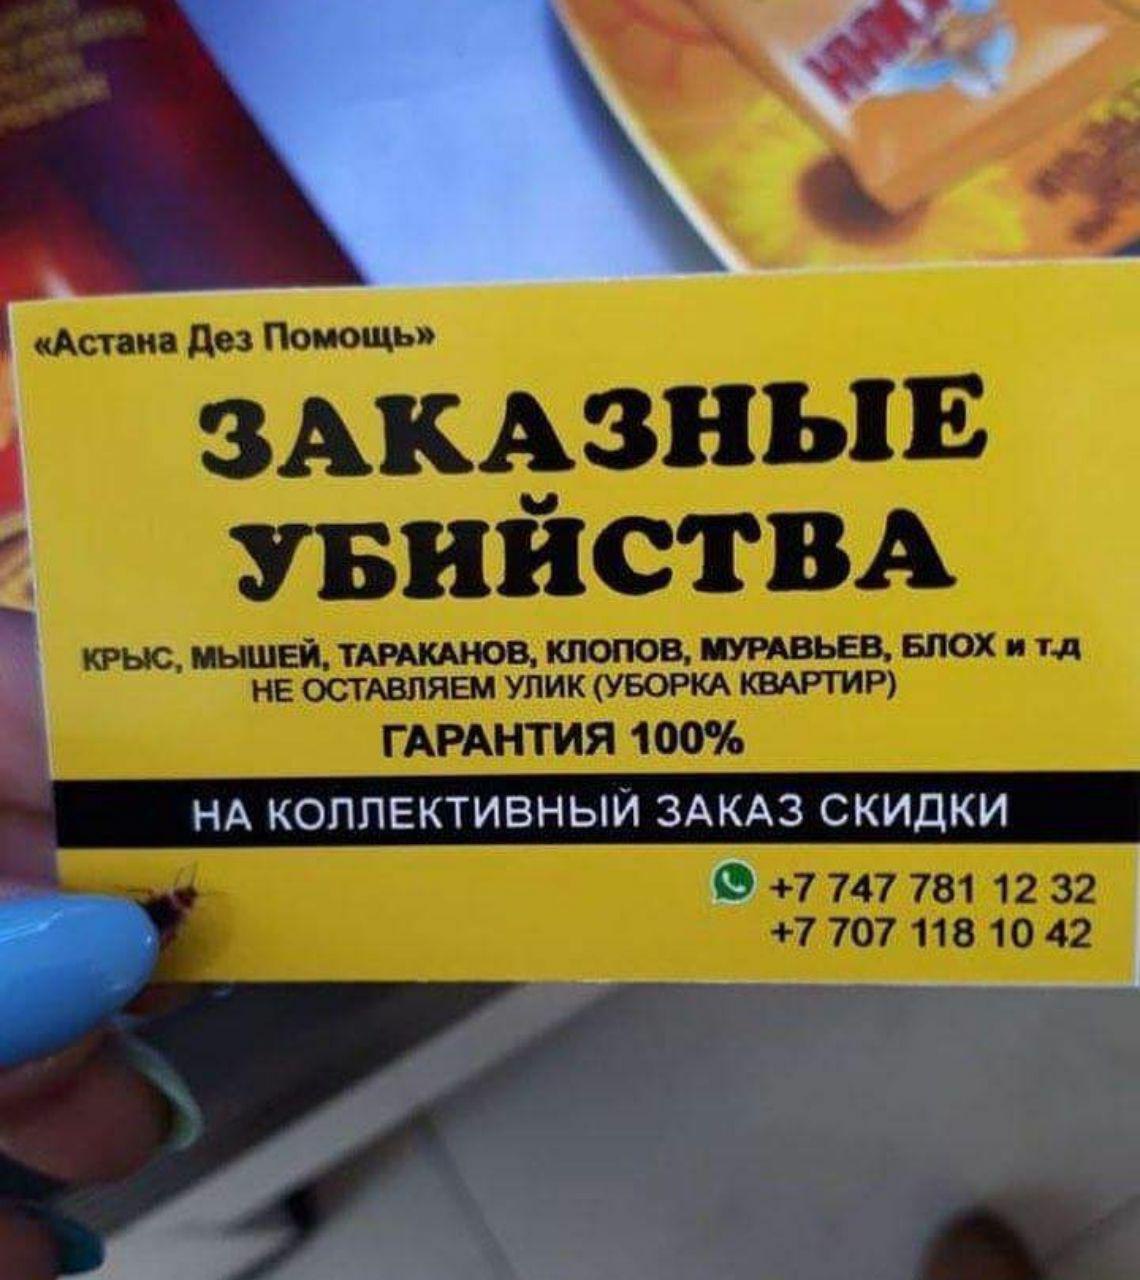 «Астана Дез Помощь»
ЗАКАЗНЫЕ
УБИЙСТВА
КРЫС, МЫШЕЙ, ТАРАКАНОВ, КЛОПОВ, МУРАВЬЕВ, БЛОХ и т.д
НЕ ОСТАВЛЯЕМ УЛИК (УБОРКА КВАРТИР)
ГАРАНТИЯ 100%
НА КОЛЛЕКТИВНЫЙ ЗАКАЗ СКИДКИ
+7 747 781 12 32
+7 707 118 10 42